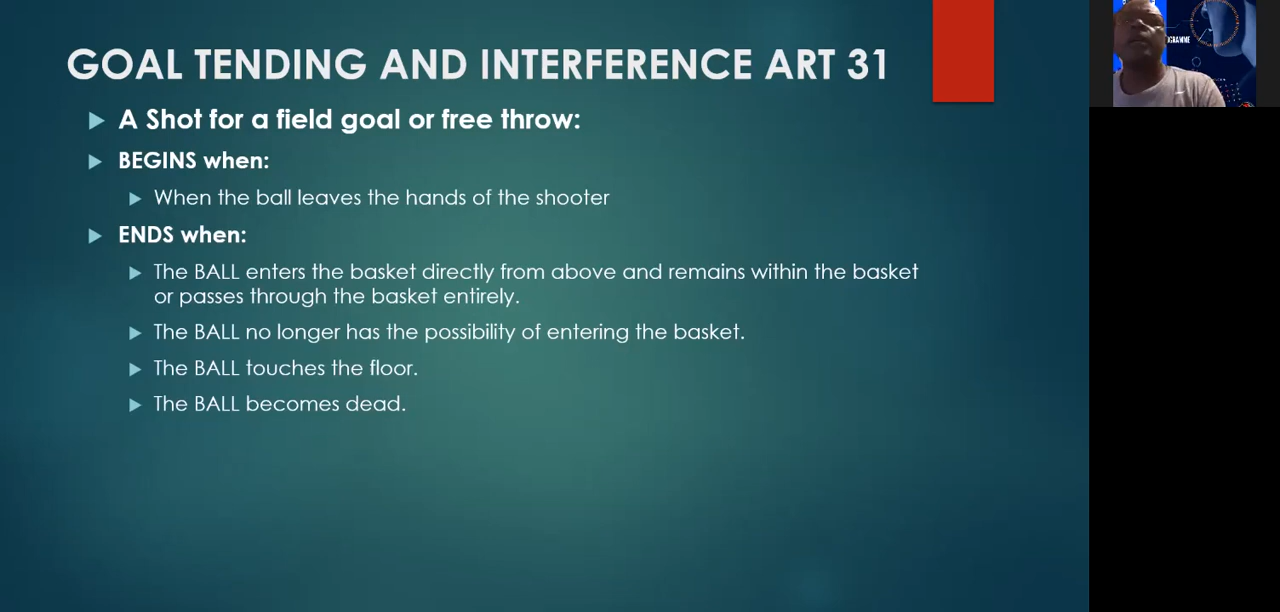 GOAL TENDING AND INTERFERENCE ART 31
A Shot for a field goal or free throw:
BEGINS when:
When the ball leaves the hands of the shooter
ENDS when:
The BALL enters the basket directly from above and remains within the basket
or passes through the basket entirely.
The BALL no longer has the possibility of entering the basket.
The BALL touches the floor.
The BALL becomes dead.